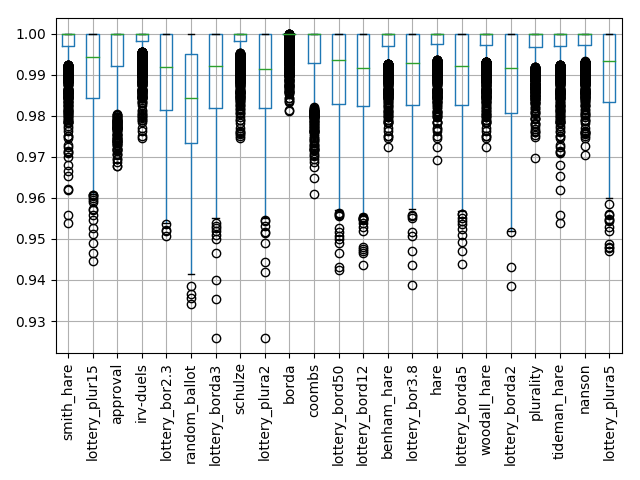 1.00
0.99
0.98
0.97
0.96
0.95
0.94
0.93
smith_hare
lottery_plur15
approval
irv-duels
lottery_bor2.3
random_ballot
lottery_borda3
schulze
lottery_plura2
borda
coombs
lottery_bord50
lottery_bord12
benham_hare
lottery_bor3.8
hare
lottery_borda5
woodall_hare
lottery_borda2
plurality
tideman_hare
nanson
lottery_plura5